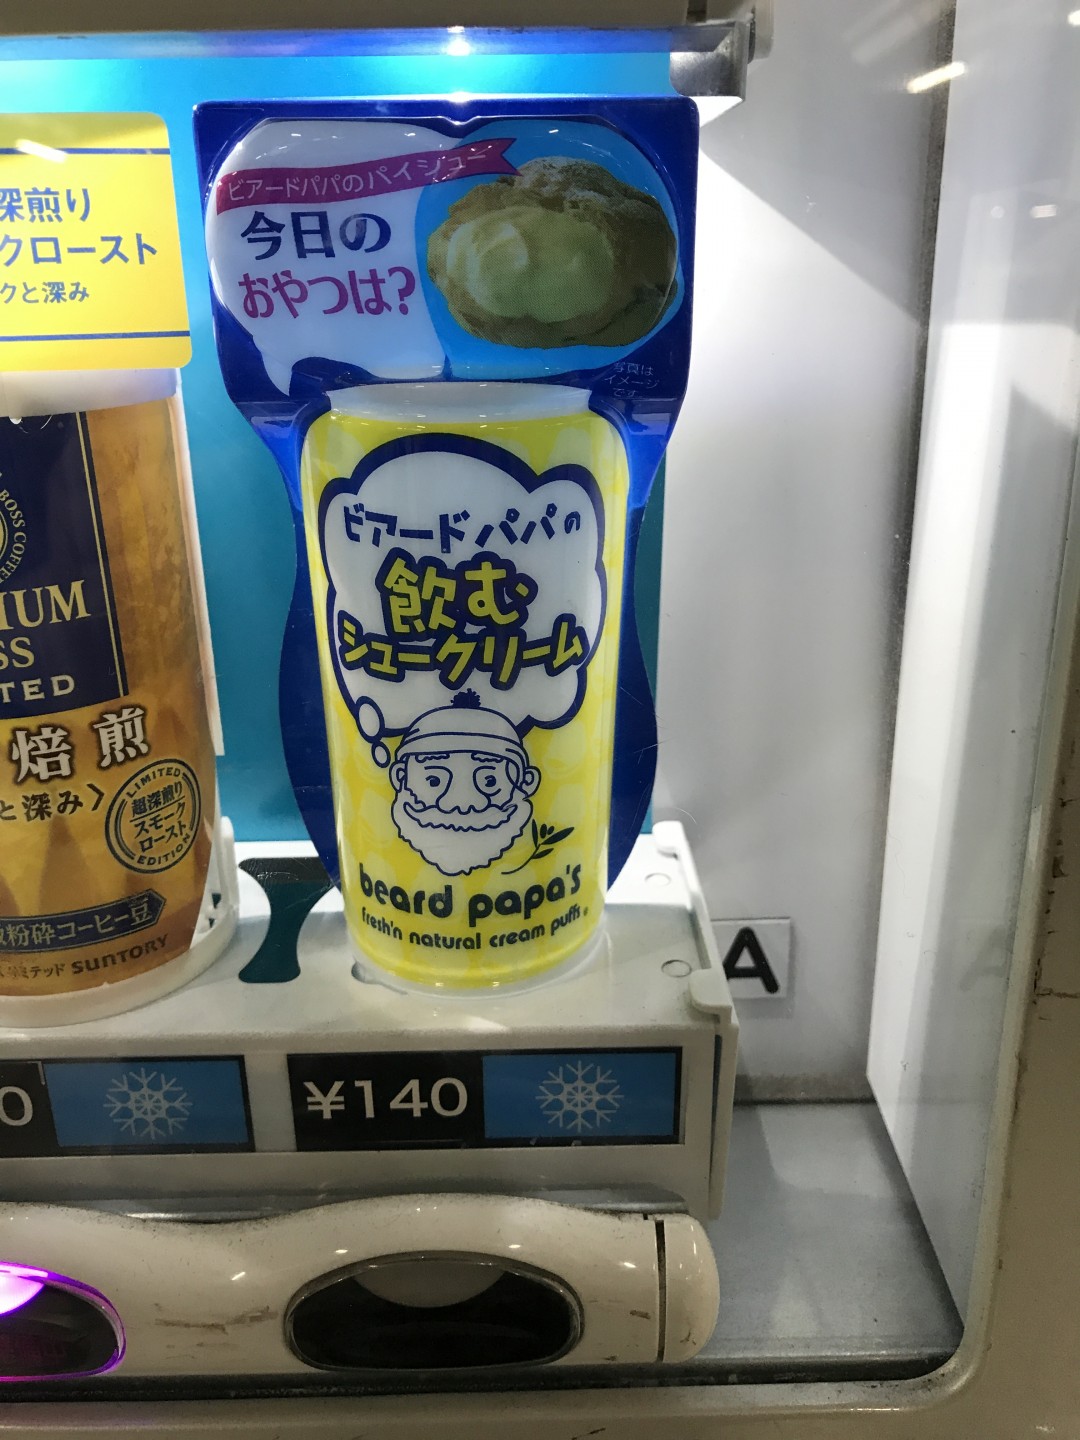 深煎り
クロースト
クと深み
BOSS COFFE
MIUM
SS
TED
焙煎
と深み〉
LIMITED
超深煎り
スモーク
ロースト
EDITION
粉砕コーヒー豆
SUNTORY
ビアードパパのパイシュー
今日の
おやつは?
写真は
イメージ
です。
ビアードパパの
飲む
シュークリーム
beard papa's
fresh'n natural cream puffs
A
0
¥140